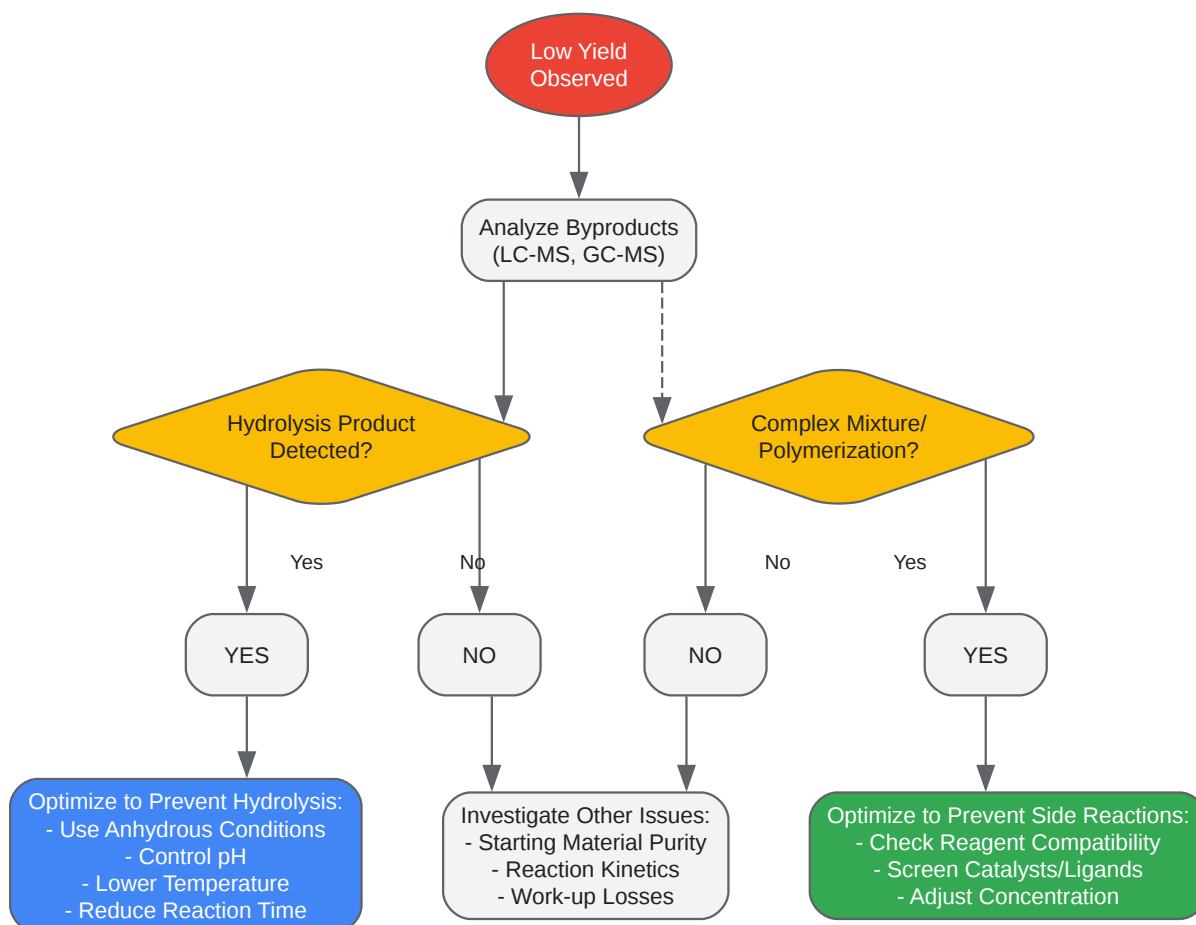 Low Yield
Observed
Analyze Byproducts
(LC-MS, GC-MS)
Hydrolysis Product
Detected?
Complex Mixture/
Polymerization?
Yes
No
No
Yes
YES
NO
NO
YES
Optimize to Prevent Hydrolysis:
- Use Anhydrous Conditions
- Control pH
- Lower Temperature
- Reduce Reaction Time
Investigate Other Issues:
- Starting Material Purity
- Reaction Kinetics
- Work-up Losses
Optimize to Prevent Side Reactions:
- Check Reagent Compatibility
- Screen Catalysts/Ligands
- Adjust Concentration